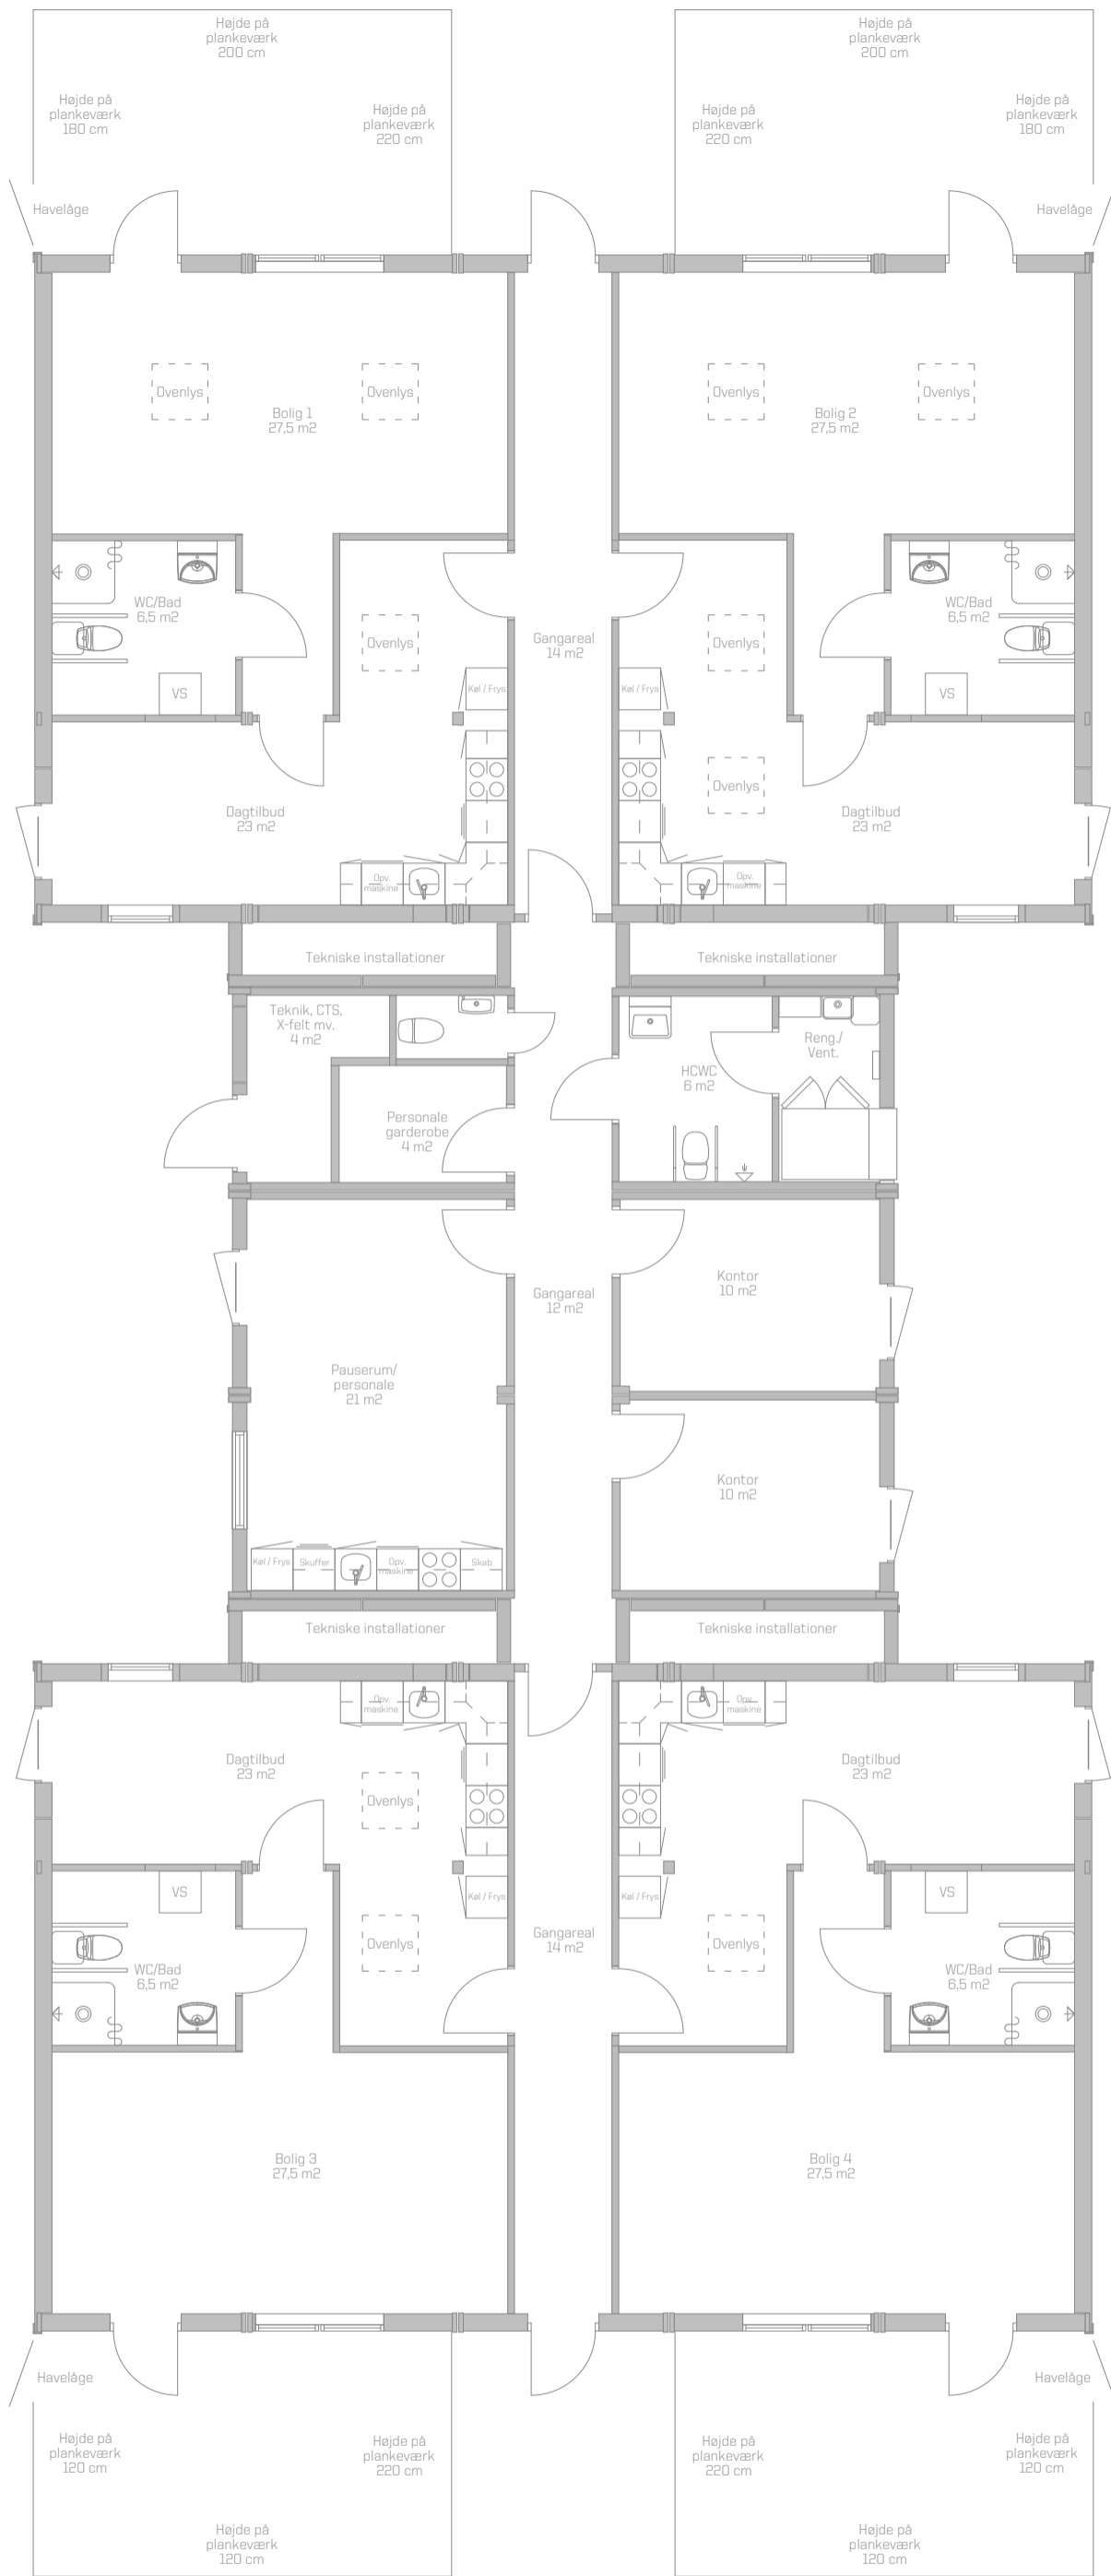 Højde på
plankeværk
200 cm
Højde på
plankeværk
200 cm
Højde på
plankeværk
180 cm
Højde på
plankeværk
220 cm
Højde på
plankeværk
220 cm
Højde på
plankeværk
180 cm
Havelåge
Havelåge
Ovenlys
Ovenlys
Ovenlys
Ovenlys
Bolig 1
27,5 m2
Bolig 2
27,5 m2
WC/Bad
6,5 m2
Ovenlys
Gangareal
14 m2
Ovenlys
WC/Bad
6,5 m2
VS
Køl / Frys
Køl / Frys
VS
Ovenlys
Dagtilbud
23 m2
Dagtilbud
23 m2
Opv.
maskine
Opv.
maskine
Tekniske installationer
Tekniske installationer
Teknik, CTS,
X-felt mv.
4 m2
Reng./
Vent.
HCWC
6 m2
Personale
garderobe
4 m2
Gangareal
12 m2
Kontor
10 m2
Pauserum/
personale
21 m2
Kontor
10 m2
Køl / Frys
Skuffer
Opv.
maskine
Skab
Tekniske installationer
Tekniske installationer
Opv.
maskine
Opv.
maskine
Dagtilbud
23 m2
Dagtilbud
23 m2
Ovenlys
VS
Køl / Frys
Køl / Frys
VS
Ovenlys
Gangareal
14 m2
Ovenlys
WC/Bad
6,5 m2
WC/Bad
6,5 m2
Bolig 3
27,5 m2
Bolig 4
27,5 m2
Havelåge
Havelåge
Højde på
plankeværk
120 cm
Højde på
plankeværk
220 cm
Højde på
plankeværk
220 cm
Højde på
plankeværk
120 cm
Højde på
plankeværk
120 cm
Højde på
plankeværk
120 cm